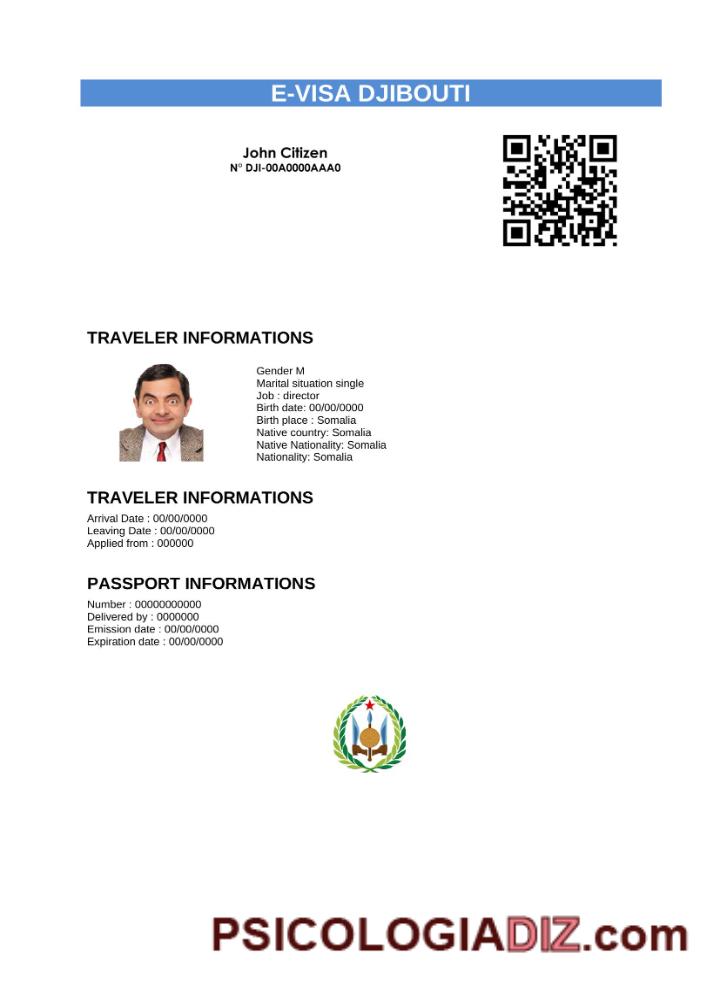 E-VISA DJIBOUTI
John Citizen
N° DJI-00A0000AAA0
TRAVELER INFORMATIONS
Gender M
Marital situation single
Job : director
Birth date: 00/00/0000
Birth place : Somalia
Native country: Somalia
Native Nationality: Somalia
Nationality: Somalia
TRAVELER INFORMATIONS
Arrival Date : 00/00/0000
Leaving Date : 00/00/0000
Applied from : 000000
PASSPORT INFORMATIONS
Number : 00000000000
Delivered by : 0000000
Emission date : 00/00/0000
Expiration date : 00/00/0000
PSICOLOGIADIZ.com